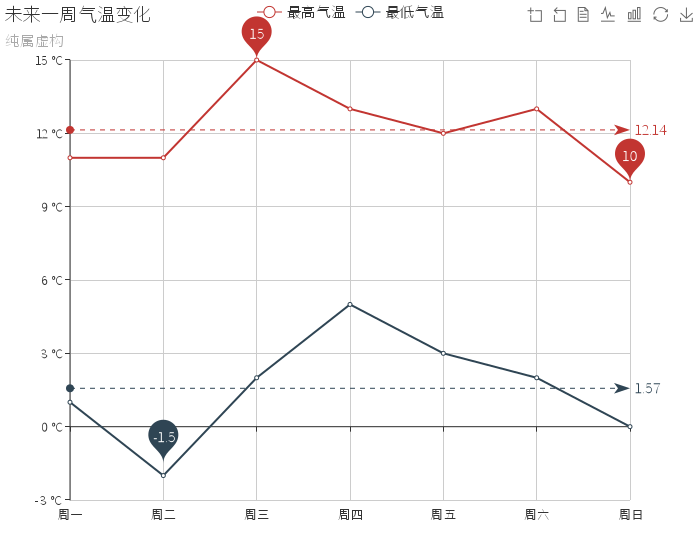 未来一周气温变化
最高气温 最低气温
纯属虚构
15
15 °C
12.14
12 °C
10
9 °C
6 °C
3 °C
1.57
0 °C
-1.5
-3 °C
周一 周二 周三 周四 周五 周六 周日